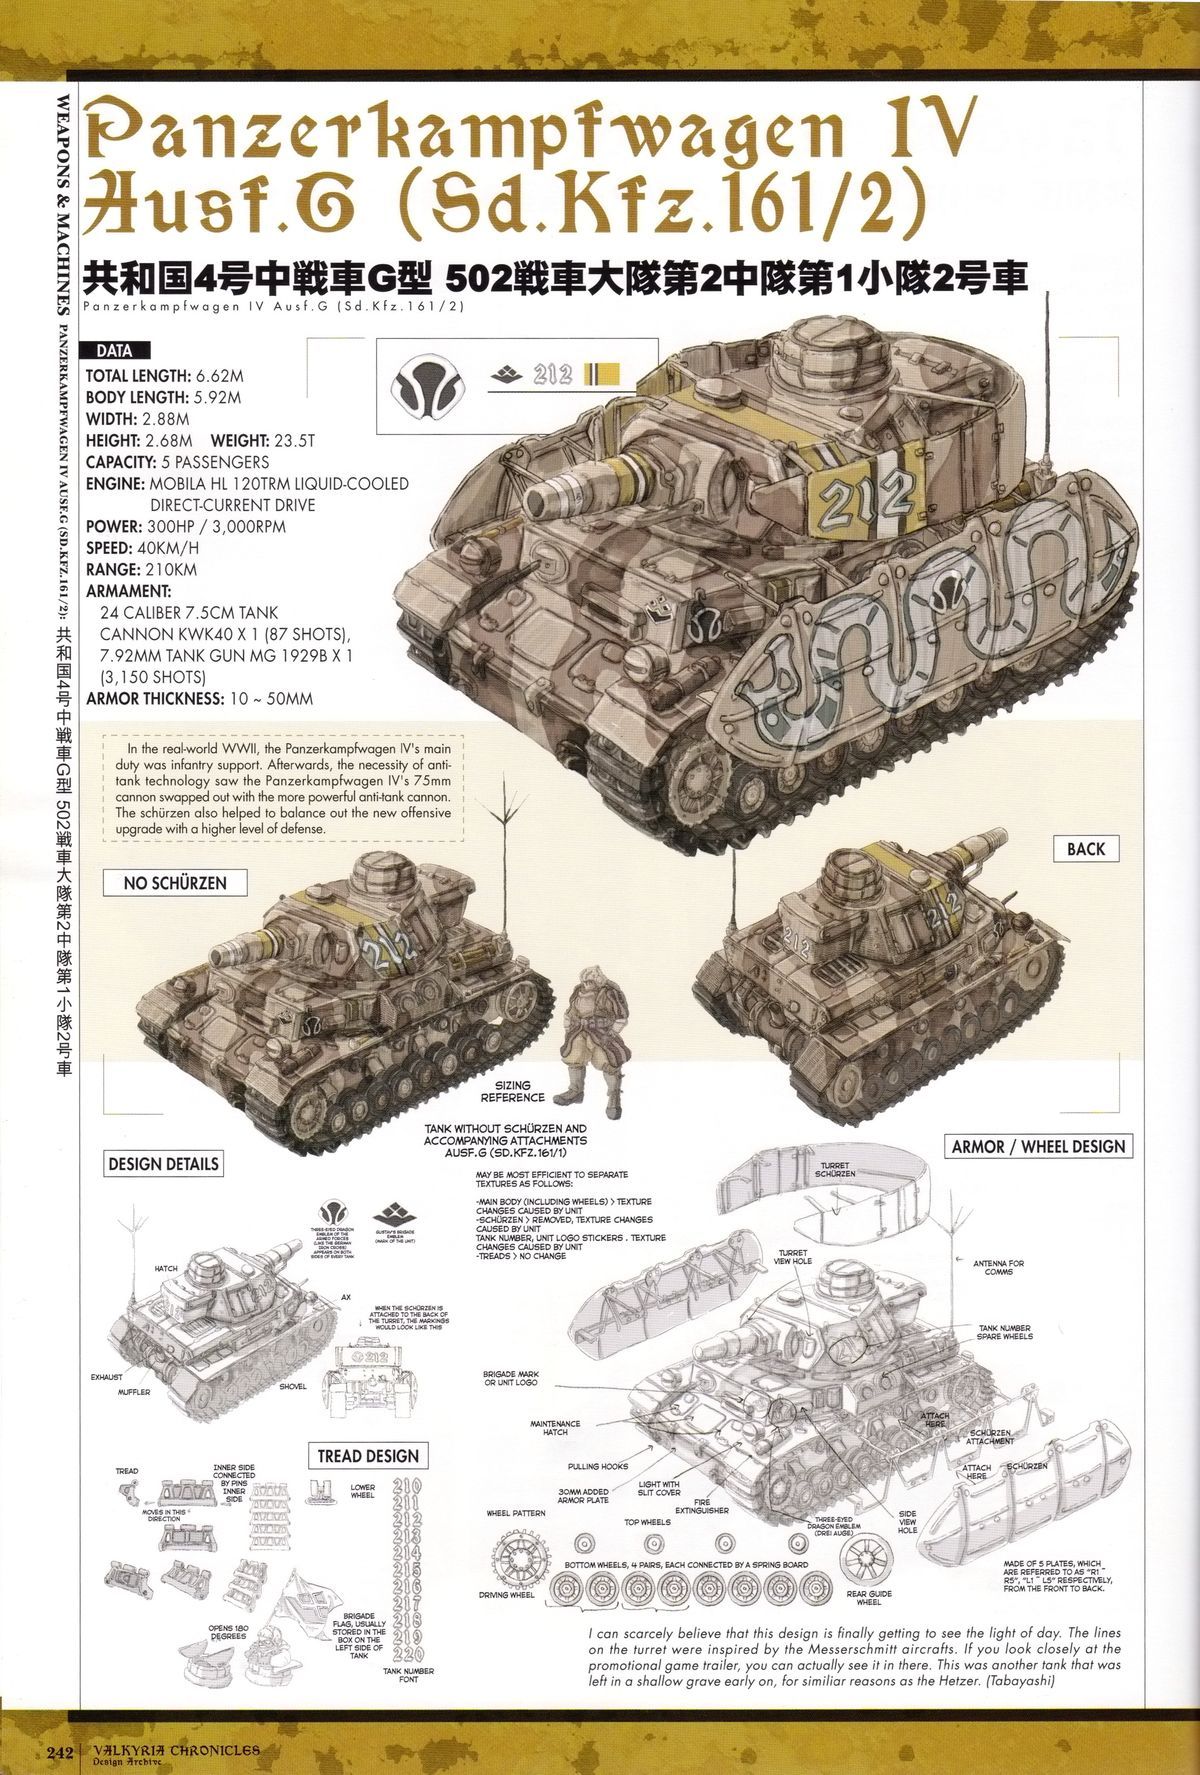 Panzerkampfwagen IV
Ausf.G (Sd.Kfz.161/2)
共和国4号中戦車G型 502戦車大隊第2中隊第1小隊2号車
Panzerkampfwagen IV Ausf.G (Sd.Kfz.161/2)
WEAPONS & MACHINES PANZERKAMPFWAGEN IV AUSF.G (SD.KFZ.161/2): 共和国4号中戦車G型 502戦車大隊第2中隊第1小隊2号車
DATA
TOTAL LENGTH: 6.62M
BODY LENGTH: 5.92M
WIDTH: 2.88M
HEIGHT: 2.68M WEIGHT: 23.5T
CAPACITY: 5 PASSENGERS
ENGINE: MOBILA HL 120TRM LIQUID-COOLED
DIRECT-CURRENT DRIVE
POWER: 300HP / 3,000RPM
SPEED: 40KM/H
RANGE: 210KM
ARMAMENT:
24 CALIBER 7.5CM TANK
CANNON KWK40 X 1 (87 SHOTS),
7.92MM TANK GUN MG 1929B X 1
(3,150 SHOTS)
ARMOR THICKNESS: 10 ~ 50MM
212
212
In the real-world WWII, the Panzerkampfwagen IV's main
duty was infantry support. Afterwards, the necessity of anti-
tank technology saw the Panzerkampfwagen IV's 75mm
cannon swapped out with the more powerful anti-tank cannon.
The schürzen also helped to balance out the new offensive
upgrade with a higher level of defense.
NO SCHÜRZEN
212
BACK
212
212
SIZING
REFERENCE
TANK WITHOUT SCHÜRZEN AND
ACCOMPANYING ATTACHMENTS
AUSF.G (SD.KFZ.161/1)
DESIGN DETAILS
ARMOR / WHEEL DESIGN
MAY BE MOST EFFICIENT TO SEPARATE
TEXTURES AS FOLLOWS:
-MAIN BODY (INCLUDING WHEELS) > TEXTURE
CHANGES CAUSED BY UNIT
-SCHÜRZEN > REMOVED, TEXTURE CHANGES
CAUSED BY UNIT
TANK NUMBER, UNIT LOGO STICKERS . TEXTURE
CHANGES CAUSED BY UNIT
-TREADS > NO CHANGE
THREE-EYED DRAGON
EMBLEM OF THE
ARMED FORCES
(LIKE THE GERMAN
IRON CROSS)
APPEARS ON BOTH
SIDES OF EVERY TANK
GUSTAV'S BRIGADE
EMBLEM
(MARK OF THE UNIT)
HATCH
AX
WHEN THE SCHÜRZEN IS
ATTACHED TO THE BACK OF
THE TURRET, THE MARKINGS
WOULD LOOK LIKE THIS
212
EXHAUST
MUFFLER
SHOVEL
TURRET
SCHÜRZEN
TURRET
VIEW HOLE
ANTENNA FOR
COMMS
TANK NUMBER
SPARE WHEELS
BRIGADE MARK
OR UNIT LOGO
MAINTENANCE
HATCH
ATTACH
HERE
SCHÜRZEN
ATTACHMENT
PULLING HOOKS
ATTACH
HERE
SCHÜRZEN
30MM ADDED
ARMOR PLATE
LIGHT WITH
SLIT COVER
FIRE
EXTINGUISHER
THREE-EYED
DRAGON EMBLEM
(DREI AUGE)
SIDE
VIEW
HOLE
TREAD DESIGN
TREAD
INNER SIDE
CONNECTED
BY PINS
INNER
SIDE
MOVES IN THIS
DIRECTION
LOWER
WHEEL
210
211
212
213
214
215
216
217
218
219
220
TANK NUMBER
FONT
OPENS 180
DEGREES
BRIGADE
FLAG, USUALLY
STORED IN THE
BOX ON THE
LEFT SIDE OF
TANK
WHEEL PATTERN
TOP WHEELS
BOTTOM WHEELS, 4 PAIRS, EACH CONNECTED BY A SPRING BOARD
DRIVING WHEEL
REAR GUIDE
WHEEL
MADE OF 5 PLATES, WHICH
ARE REFERRED TO AS "R1~
R5", "L1~ L5" RESPECTIVELY,
FROM THE FRONT TO BACK.
I can scarcely believe that this design is finally getting to see the light of day. The lines
on the turret were inspired by the Messerschmitt aircrafts. If you look closely at the
promotional game trailer, you can actually see it in there. This was another tank that was
left in a shallow grave early on, for similiar reasons as the Hetzer. (Tabayashi)
242
VALKYRIA CHRONICLES
Design Archive